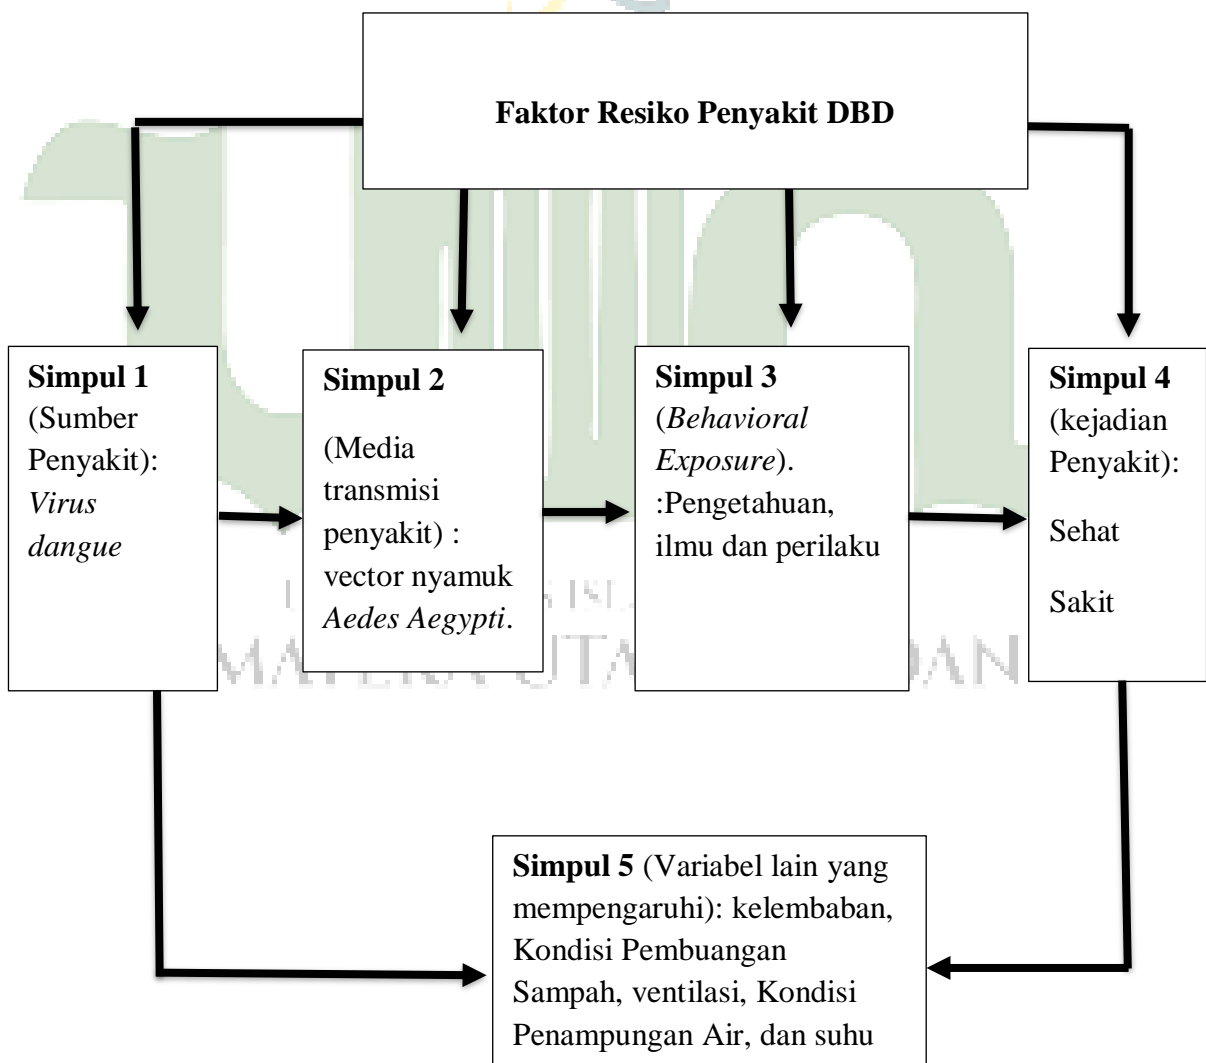 Faktor Resiko Penyakit DBD
Simpul 1
(Sumber
Penyakit):
Virus
dangue
Simpul 2
(Media
transmisi
penyakit) :
vector nyamuk
Aedes Aegypti.
Simpul 3
(Behavioral
Exposure).
:Pengetahuan,
ilmu dan perilaku
Simpul 4
(kejadian
Penyakit):
Sehat
Sakit
Simpul 5 (Variabel lain yang
mempengaruhi): kelembaban,
Kondisi Pembuangan
Sampah, ventilasi, Kondisi
Penampungan Air, dan suhu